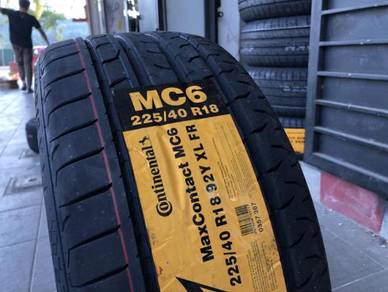 MC6
225/40 R18
Continental
MaxContact MC6
225/40 R18 92Y XL FR